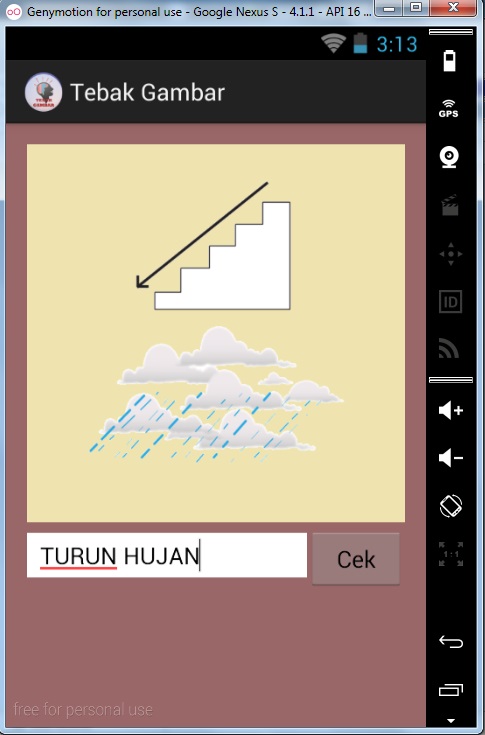 Genymotion for personal use - Google Nexus S - 4.1.1 - API 16 ...
3:13
Tebak Gambar
GPS
ID
TURUN HUJAN
Cek
1:1
free for personal use